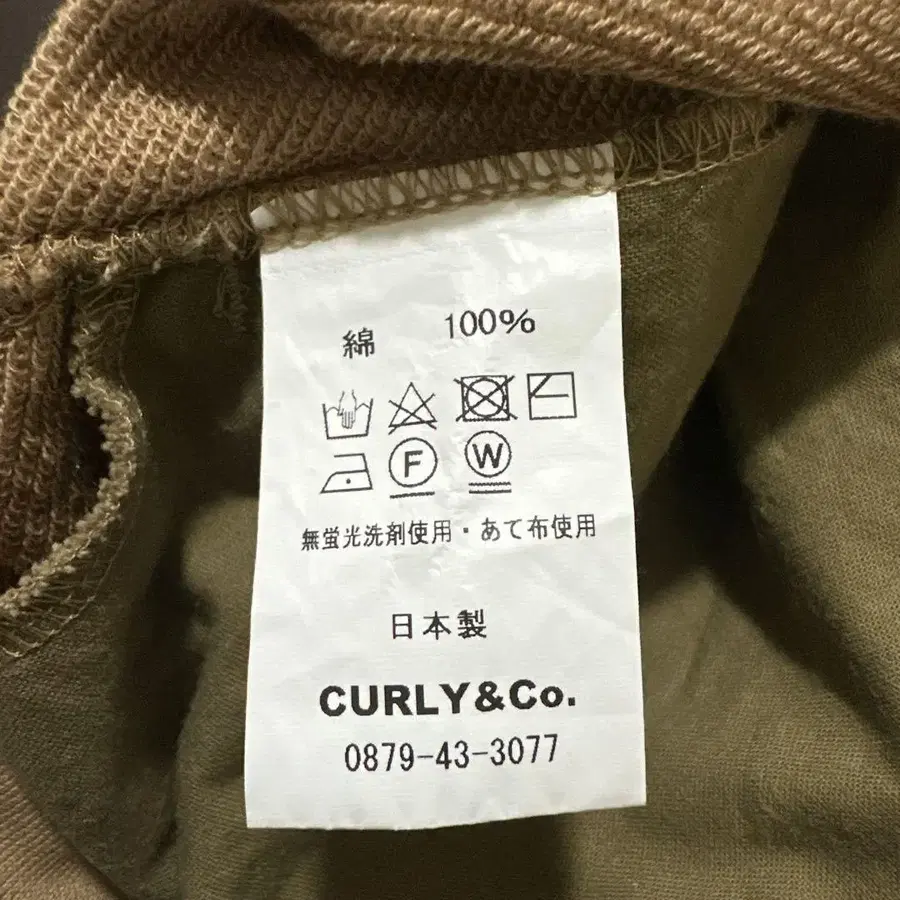 綿 100%
F W
無蛍光洗剤使用・あて布使用
日本製
CURLY&Co.
0879-43-3077